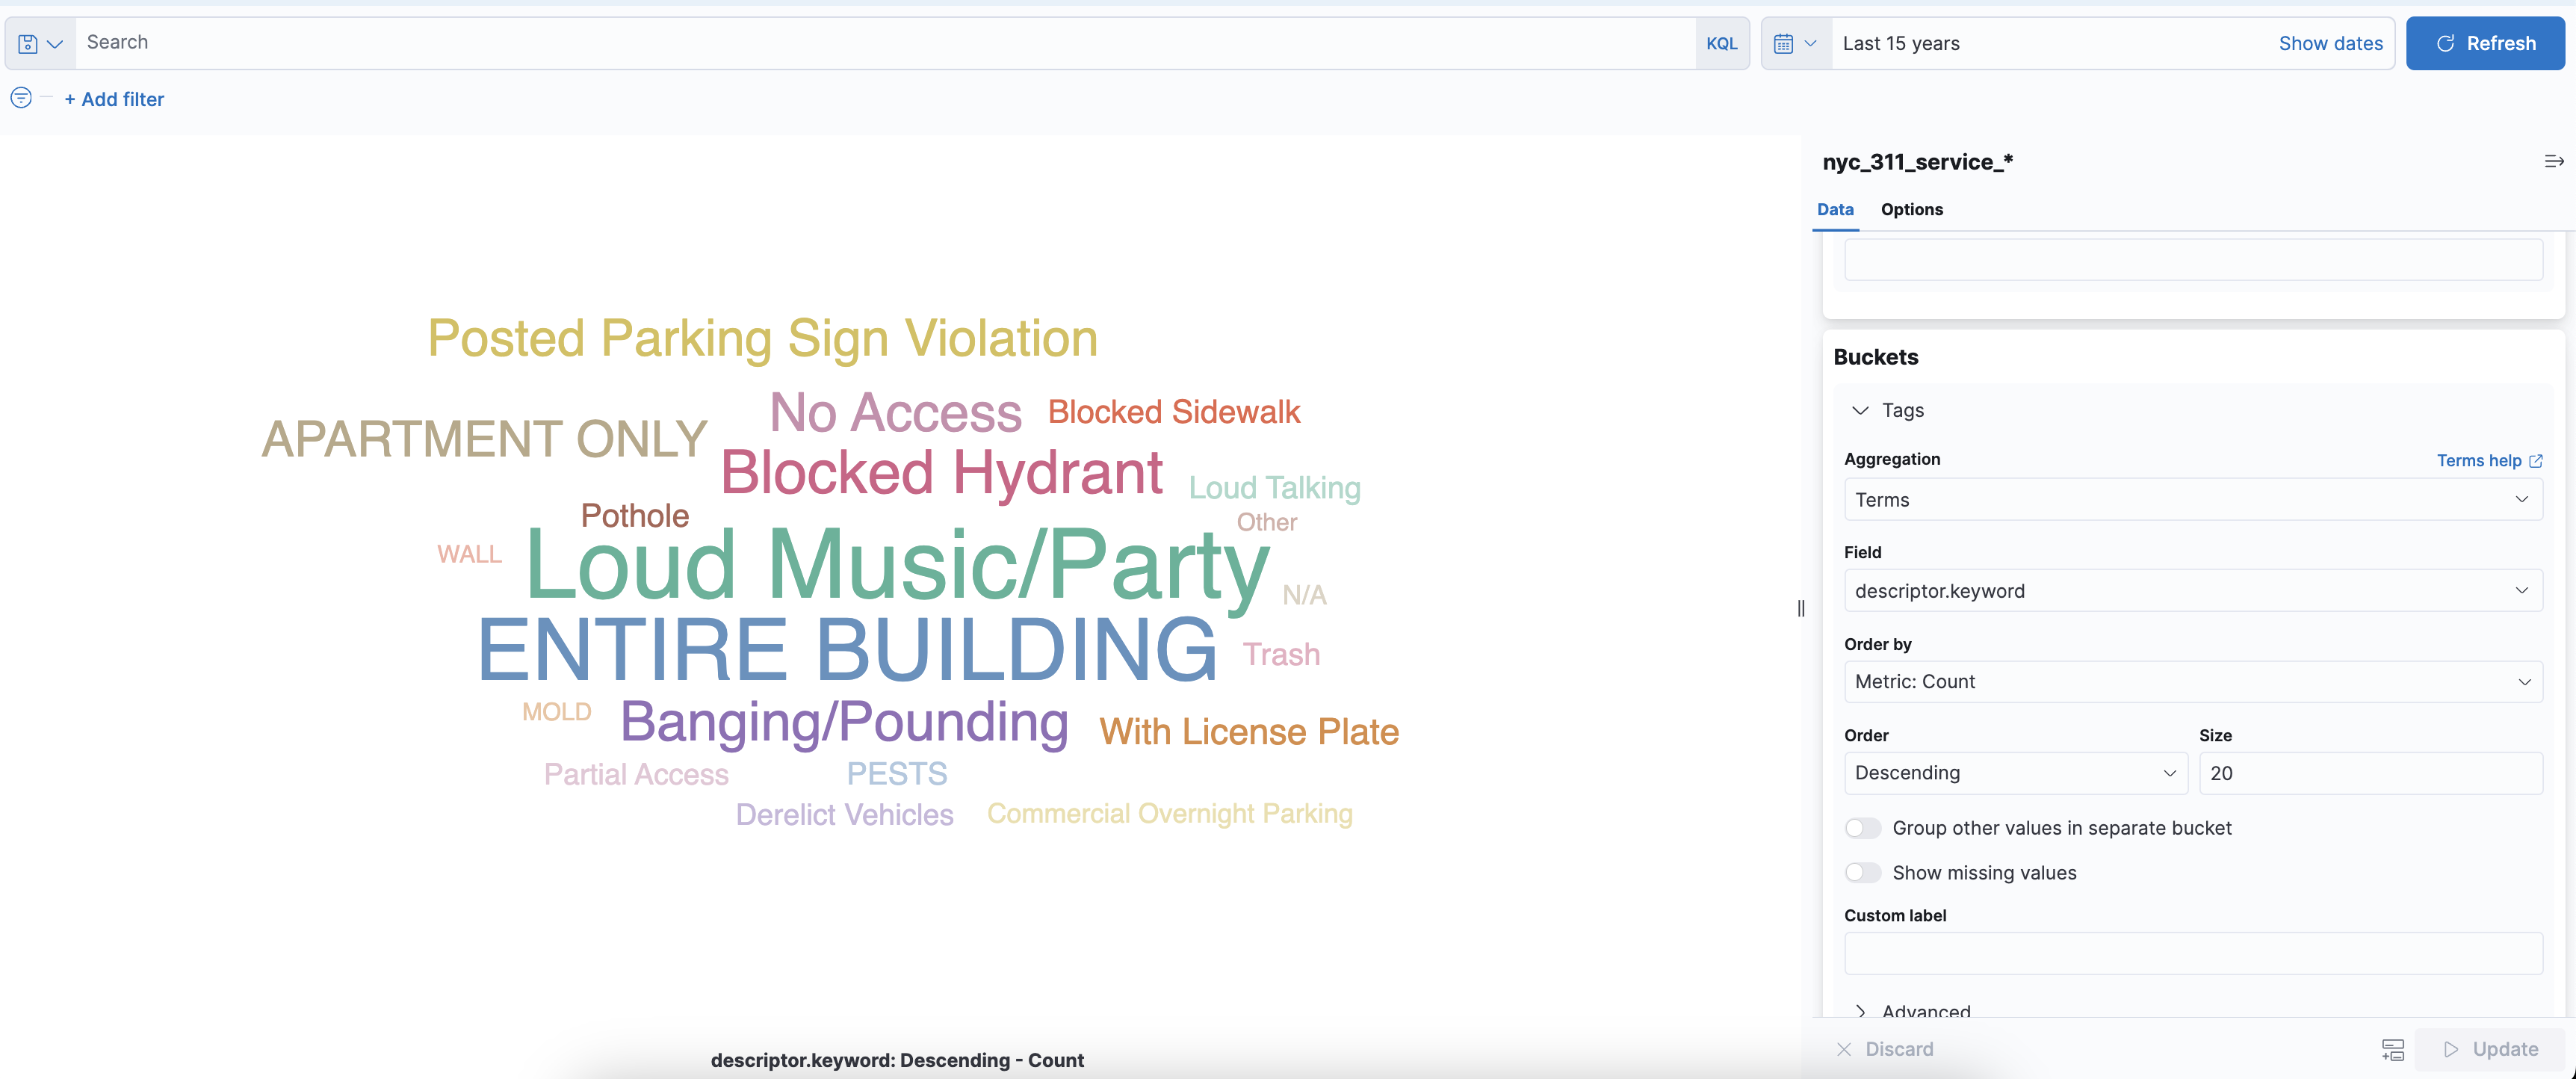 Search
KQL
Last 15 years
Show dates
Refresh
+ Add filter
Posted Parking Sign Violation
No Access
Blocked Sidewalk
APARTMENT ONLY
Blocked Hydrant
Loud Talking
Pothole
Other
WALL
Loud Music/Party
N/A
ENTIRE BUILDING
Trash
MOLD
Banging/Pounding
With License Plate
Partial Access
PESTS
Derelict Vehicles
Commercial Overnight Parking
descriptor.keyword: Descending - Count
nyc_311_service_*
Data
Options
Buckets
Tags
Aggregation
Terms help
Terms
Field
descriptor.keyword
Order by
Metric: Count
Order
Size
Descending
20
Group other values in separate bucket
Show missing values
Custom label
Advanced
Discard
Update